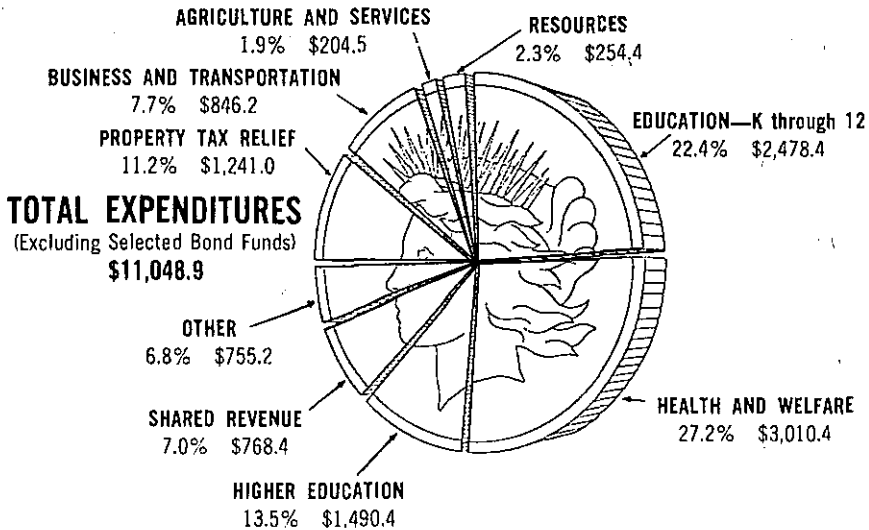 AGRICULTURE AND SERVICES
1.9% $204.5
RESOURCES
2.3% $254.4
BUSINESS AND TRANSPORTATION
7.7% $846.2
EDUCATION—K through 12
22.4% $2,478.4
PROPERTY TAX RELIEF
11.2% $1,241.0
TOTAL EXPENDITURES
(Excluding Selected Bond Funds)
$11,048.9
OTHER
6.8% $755.2
SHARED REVENUE
7.0% $768.4
HEALTH AND WELFARE
27.2% $3,010.4
HIGHER EDUCATION
13.5% $1,490.4